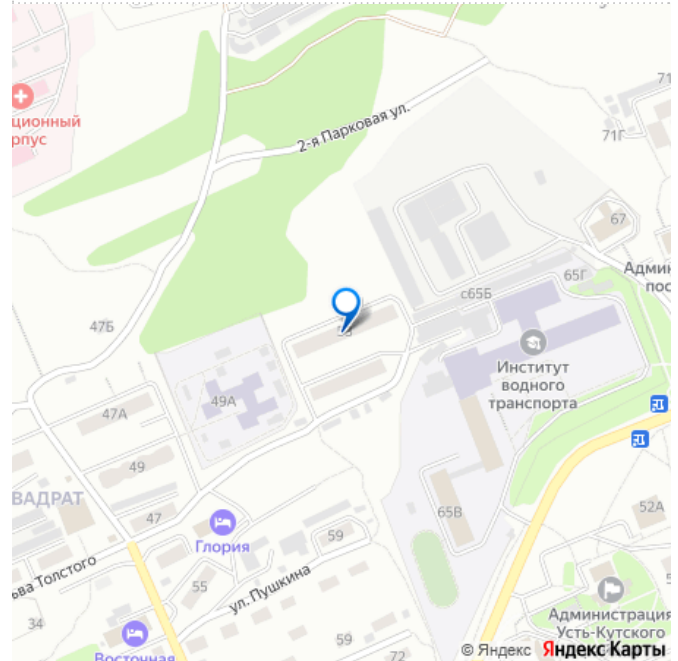 71
2-я Парковая ул.
71Г
ционный
рпус
67
Админ
пос
65Г
с65Б
47Б
Институт
водного
транспорта
49А
47А
49
ВАДРАТ
52А
47
Глория
65В
59
ьва Толстого
55
ул. Пушкина
34
Администрация
Усть-Кутского
59
72
Восточная
© Яндекс Яндекс Карты